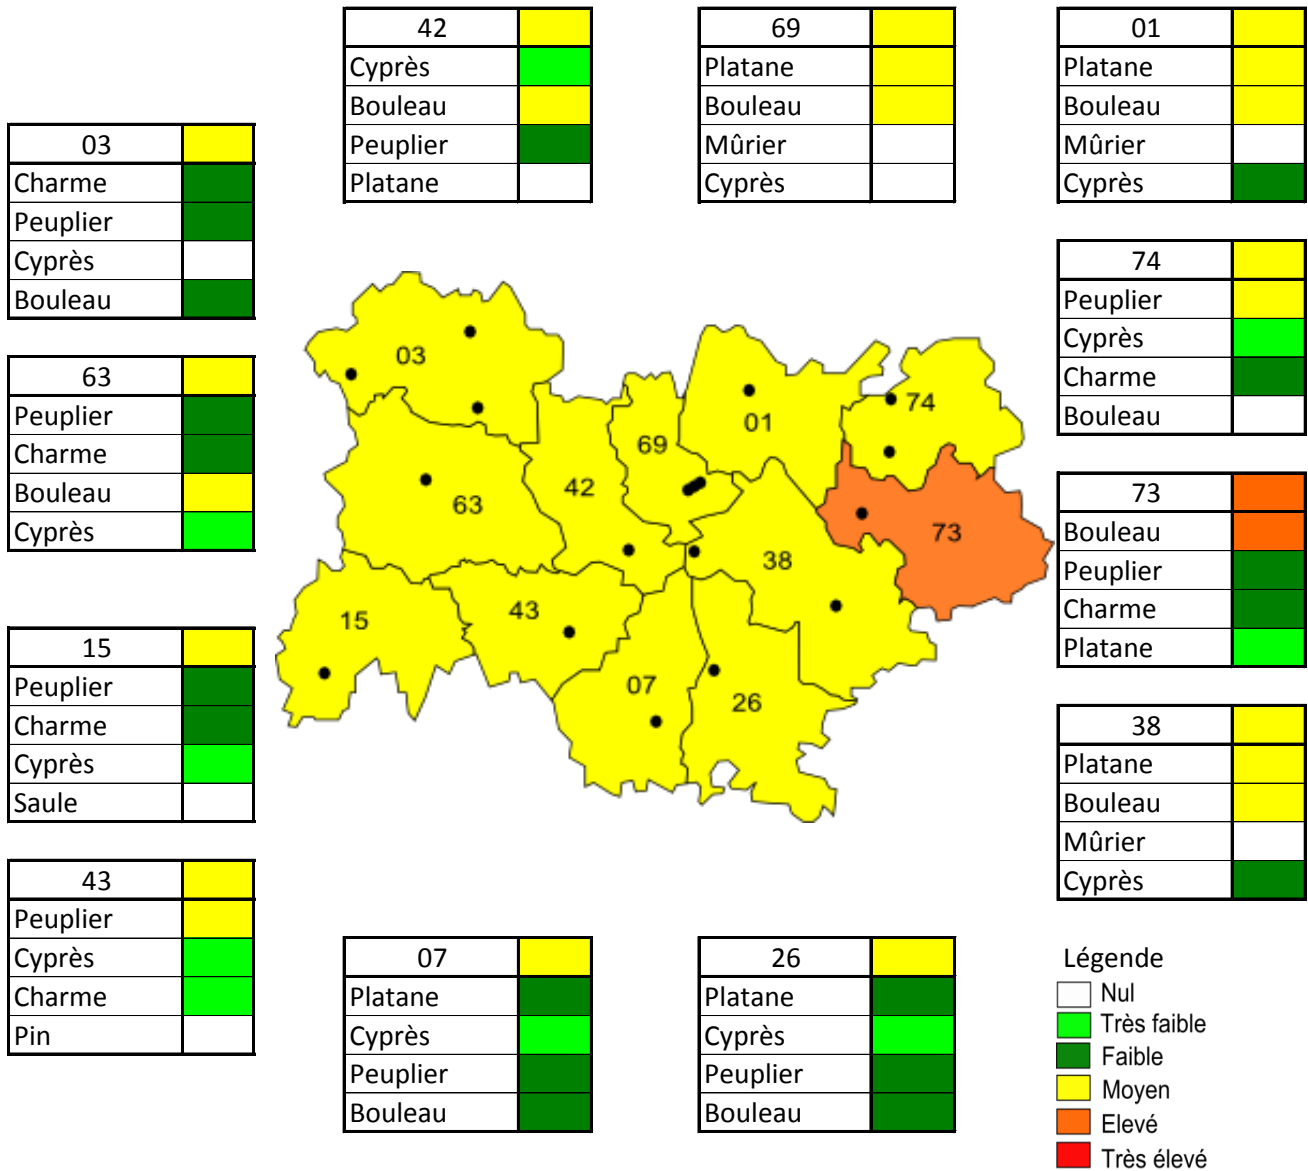 42
Cyprès
Bouleau
Peuplier
Platane
69
Platane
Bouleau
Mûrier
Cyprès
01
Platane
Bouleau
Mûrier
Cyprès
03
Charme
Peuplier
Cyprès
Bouleau
74
Peuplier
Cyprès
Charme
Bouleau
63
Peuplier
Charme
Bouleau
Cyprès
03
74
01
69
42
63
73
38
43
15
07
26
73
Bouleau
Peuplier
Charme
Platane
15
Peuplier
Charme
Cyprès
Saule
38
Platane
Bouleau
Mûrier
Cyprès
43
Peuplier
Cyprès
Charme
Pin
07
Platane
Cyprès
Peuplier
Bouleau
26
Platane
Cyprès
Peuplier
Bouleau
Légende
Nul
Très faible
Faible
Moyen
Elevé
Très élevé